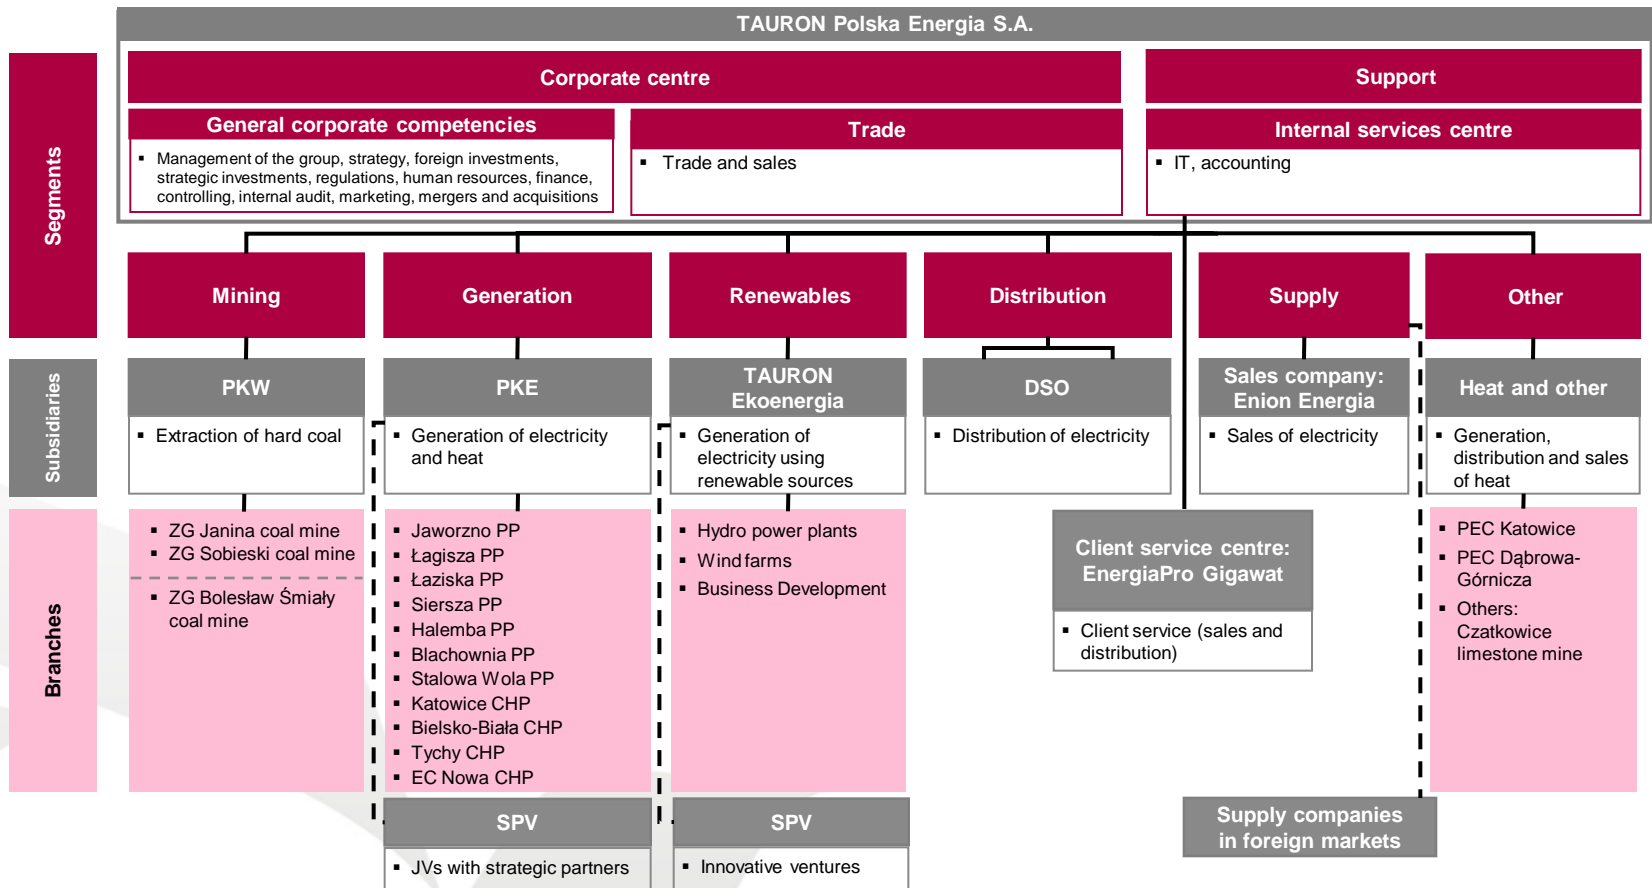 TAURON Polska Energia S.A.
Segments
Corporate centre
Support
General corporate competencies
▪ Management of the group, strategy, foreign investments,
strategic investments, regulations, human resources, finance,
controlling, internal audit, marketing, mergers and acquisitions
Trade
▪ Trade and sales
Internal services centre
▪ IT, accounting
Mining
Generation
Renewables
Distribution
Supply
Other
Subsidiaries
PKW
▪ Extraction of hard coal
PKE
▪ Generation of electricity
and heat
TAURON
Ekoenergia
▪ Generation of
electricity using
renewable sources
DSO
▪ Distribution of electricity
Sales company:
Enion Energia
▪ Sales of electricity
Heat and other
▪ Generation,
distribution and sales
of heat
Branches
▪ ZG Janina coal mine
▪ ZG Sobieski coal mine
▪ ZG Bolesław Śmiały
coal mine
▪ Jaworzno PP
▪ Łagisza PP
▪ Łaziska PP
▪ Siersza PP
▪ Halemba PP
▪ Blachownia PP
▪ Stalowa Wola PP
▪ Katowice CHP
▪ Bielsko-Biała CHP
▪ Tychy CHP
▪ EC Nowa CHP
▪ Hydro power plants
▪ Wind farms
▪ Business Development
Client service centre:
EnergiaPro Gigawat
▪ Client service (sales and
distribution)
▪ PEC Katowice
▪ PEC Dąbrowa-
Górnicza
▪ Others:
Czatkowice
limestone mine
SPV
▪ JVs with strategic partners
SPV
▪ Innovative ventures
Supply companies
in foreign markets